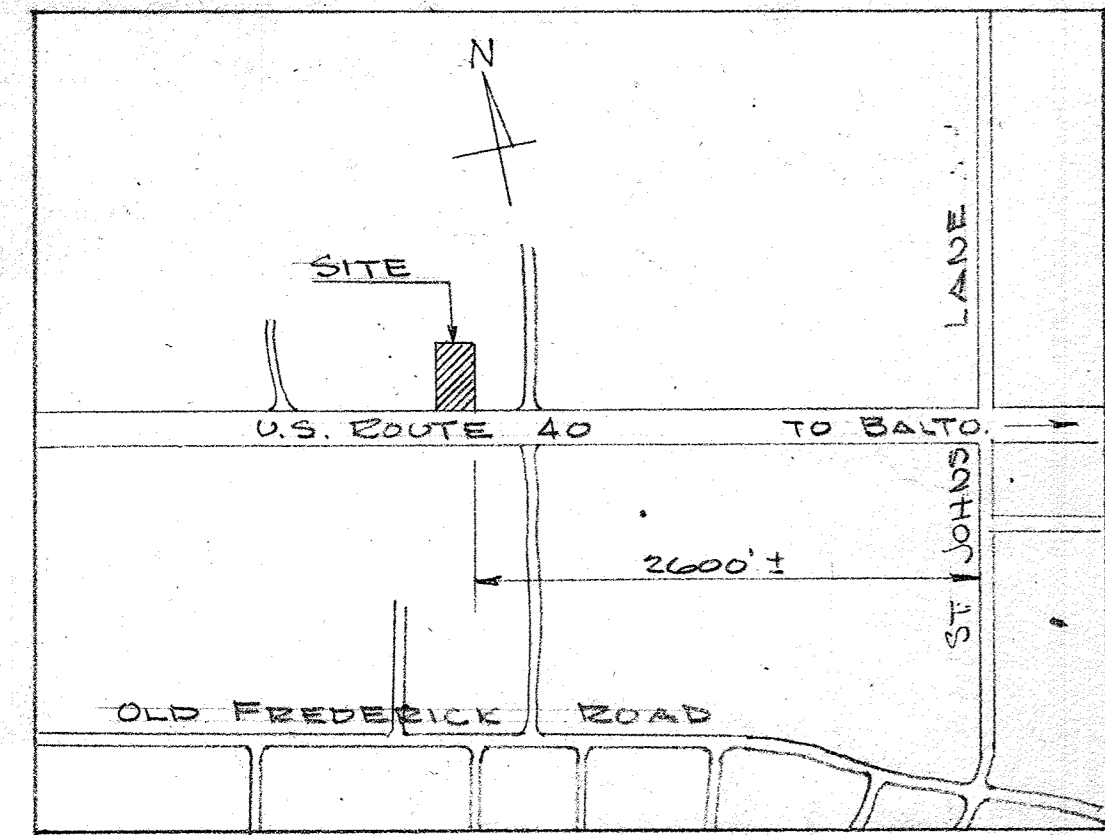 N
SITE
U.S. ROUTE 40
TO BALTO.
ST. JOHNS LANE
2600' ±
OLD FREDERICK ROAD